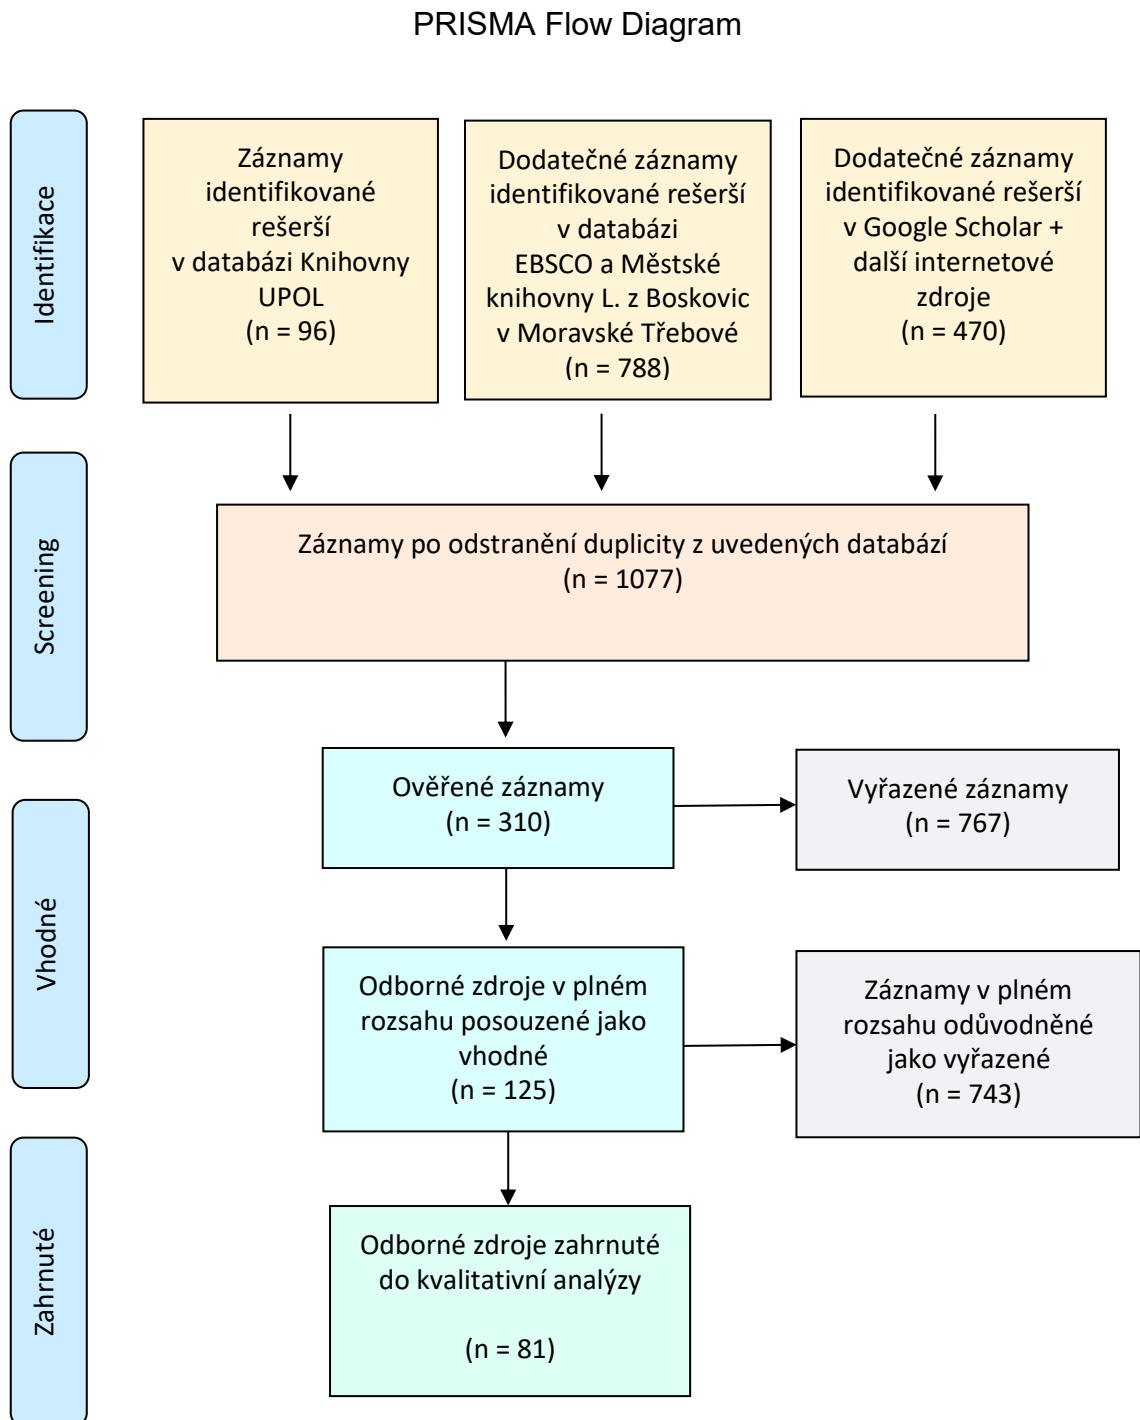 PRISMA Flow Diagram
Identifikace
Záznamy
identifikované
rešerší
v databázi Knihovny
UPOL
(n = 96)
Dodatečné záznamy
identifikované rešerší
v databázi
EBSCO a Městské
knihovny L. z Boskovic
v Moravské Třebové
(n = 788)
Dodatečné záznamy
identifikované rešerší
v Google Scholar +
další internetové
zdroje
(n = 470)
Screening
Záznamy po odstranění duplicity z uvedených databází
(n = 1077)
Ověřené záznamy
(n = 310)
Vyřazené záznamy
(n = 767)
Vhodné
Odborné zdroje v plném
rozsahu posouzené jako
vhodné
(n = 125)
Záznamy v plném
rozsahu odůvodněné
jako vyřazené
(n = 743)
Zahrnuté
Odborné zdroje zahrnuté
do kvalitativní analýzy
(n = 81)